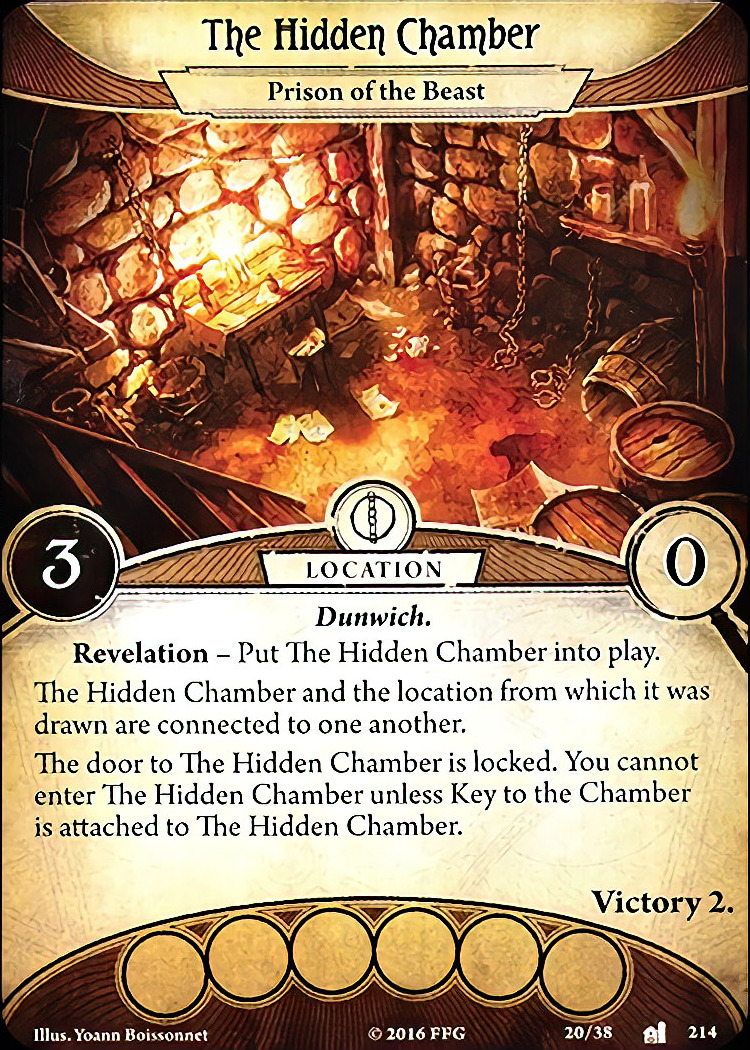 The Hidden Chamber
Prison of the Beast
3
LOCATION
0
Dunwich.
Revelation – Put The Hidden Chamber into play.
The Hidden Chamber and the location from which it was
drawn are connected to one another.
The door to The Hidden Chamber is locked. You cannot
enter The Hidden Chamber unless Key to the Chamber
is attached to The Hidden Chamber.
Victory 2.
Illus. Yoann Boissonnet
© 2016 FFG
20/38
214